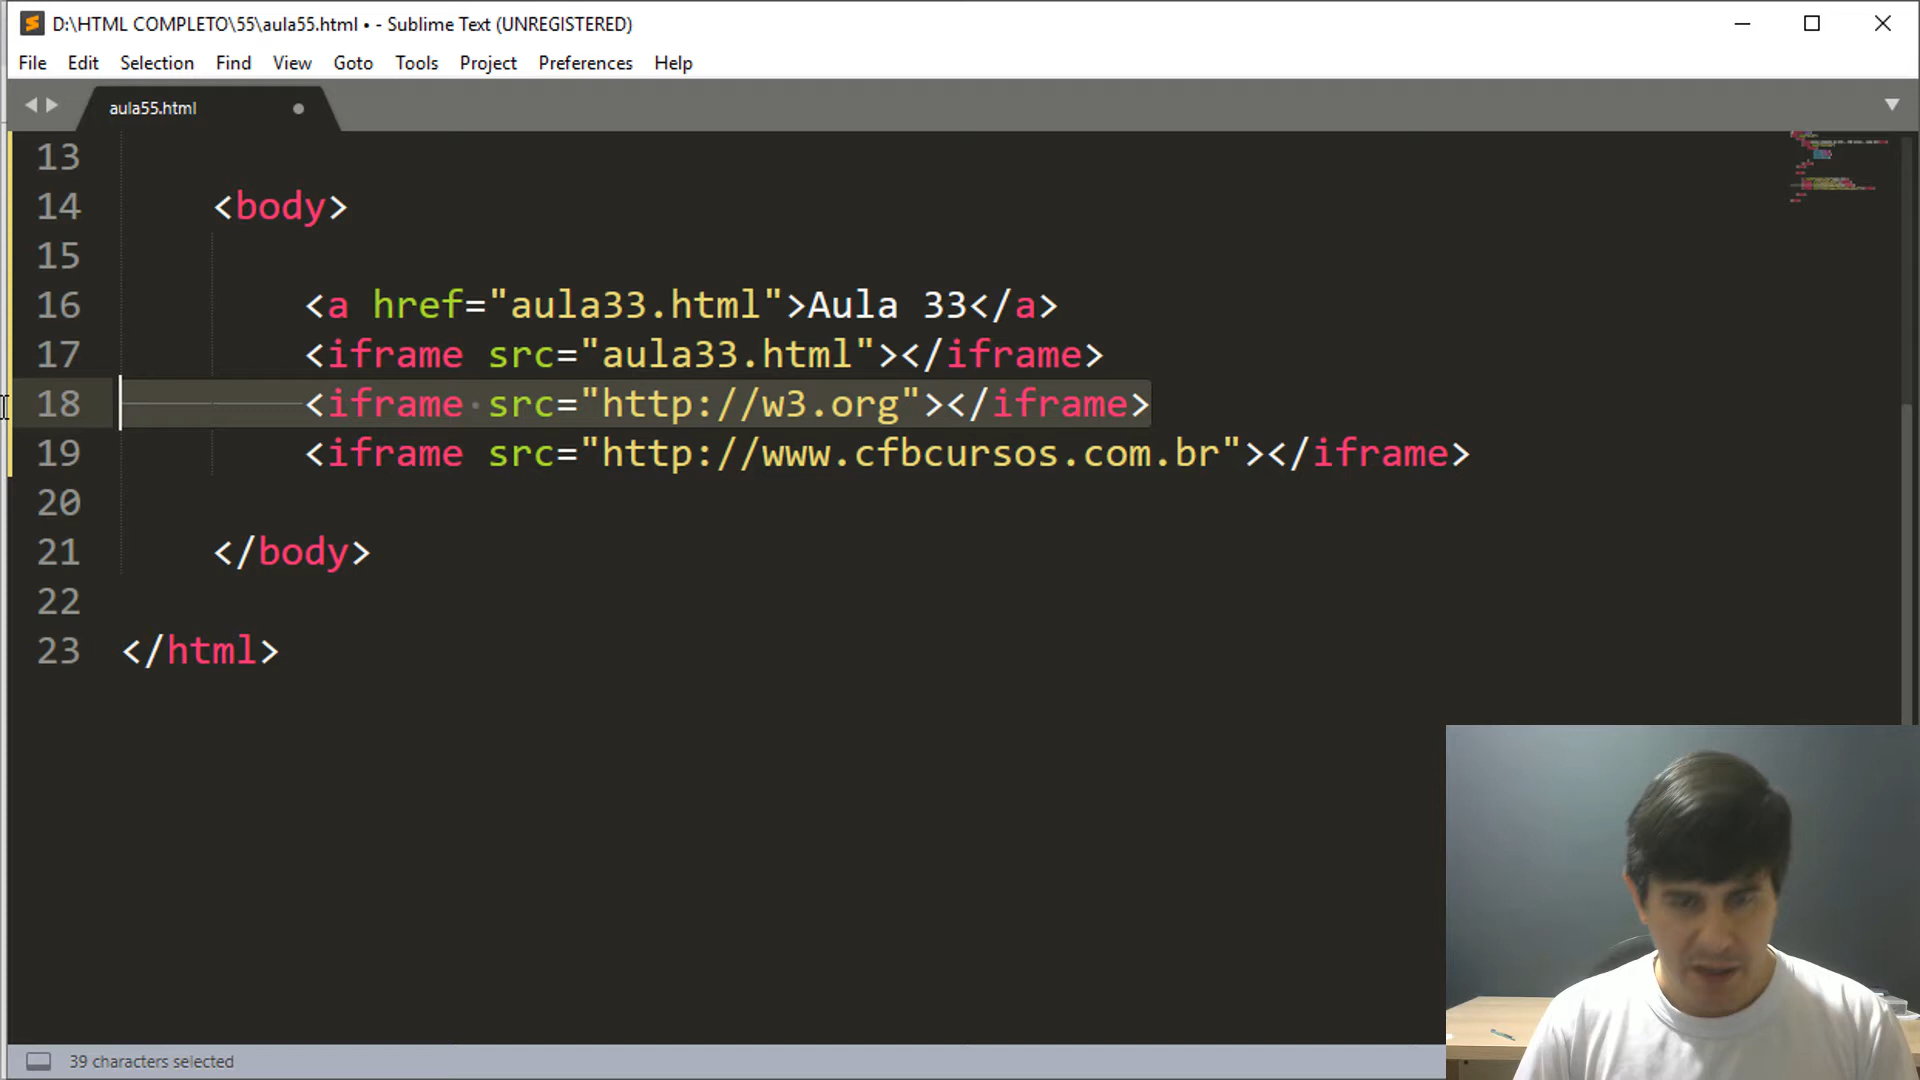 D:\HTML COMPLETO\55\aula55.html • - Sublime Text (UNREGISTERED)
File Edit Selection Find View Goto Tools Project Preferences Help
aula55.html
13
14 <body>
15
16 <a href="aula33.html">Aula 33</a>
17 <iframe src="aula33.html"></iframe>
18 <iframe src="http://w3.org"></iframe>
19 <iframe src="http://www.cfbcursos.com.br"></iframe>
20
21 </body>
22
23 </html>
39 characters selected